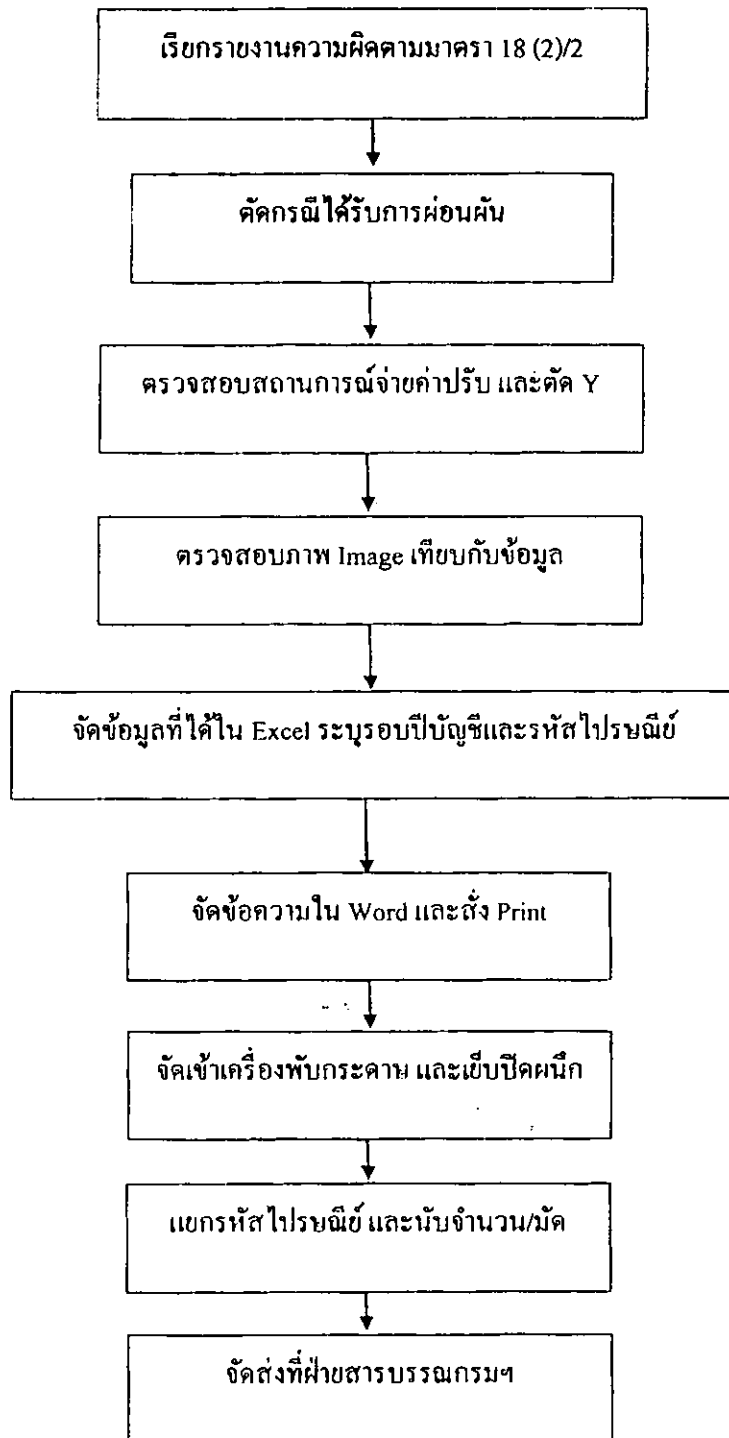 เรียกรายงานความผิดตามมาตรา 18 (2)/2
ตัดกรณีได้รับการผ่อนผัน
ตรวจสอบสถานการณ์จ่ายค่าปรับ และตัด Y
ตรวจสอบภาพ Image เทียบกับข้อมูล
จัดข้อมูลที่ได้ใน Excel ระบุรอบปีบัญชีและรหัสไปรษณีย์
จัดข้อความใน Word และสั่ง Print
จัดเข้าเครื่องพับกระดาษ และเย็บปิดผนึก
แยกรหัสไปรษณีย์ และนับจำนวน/มัด
จัดส่งที่ฝ่ายสารบรรณกรมฯ